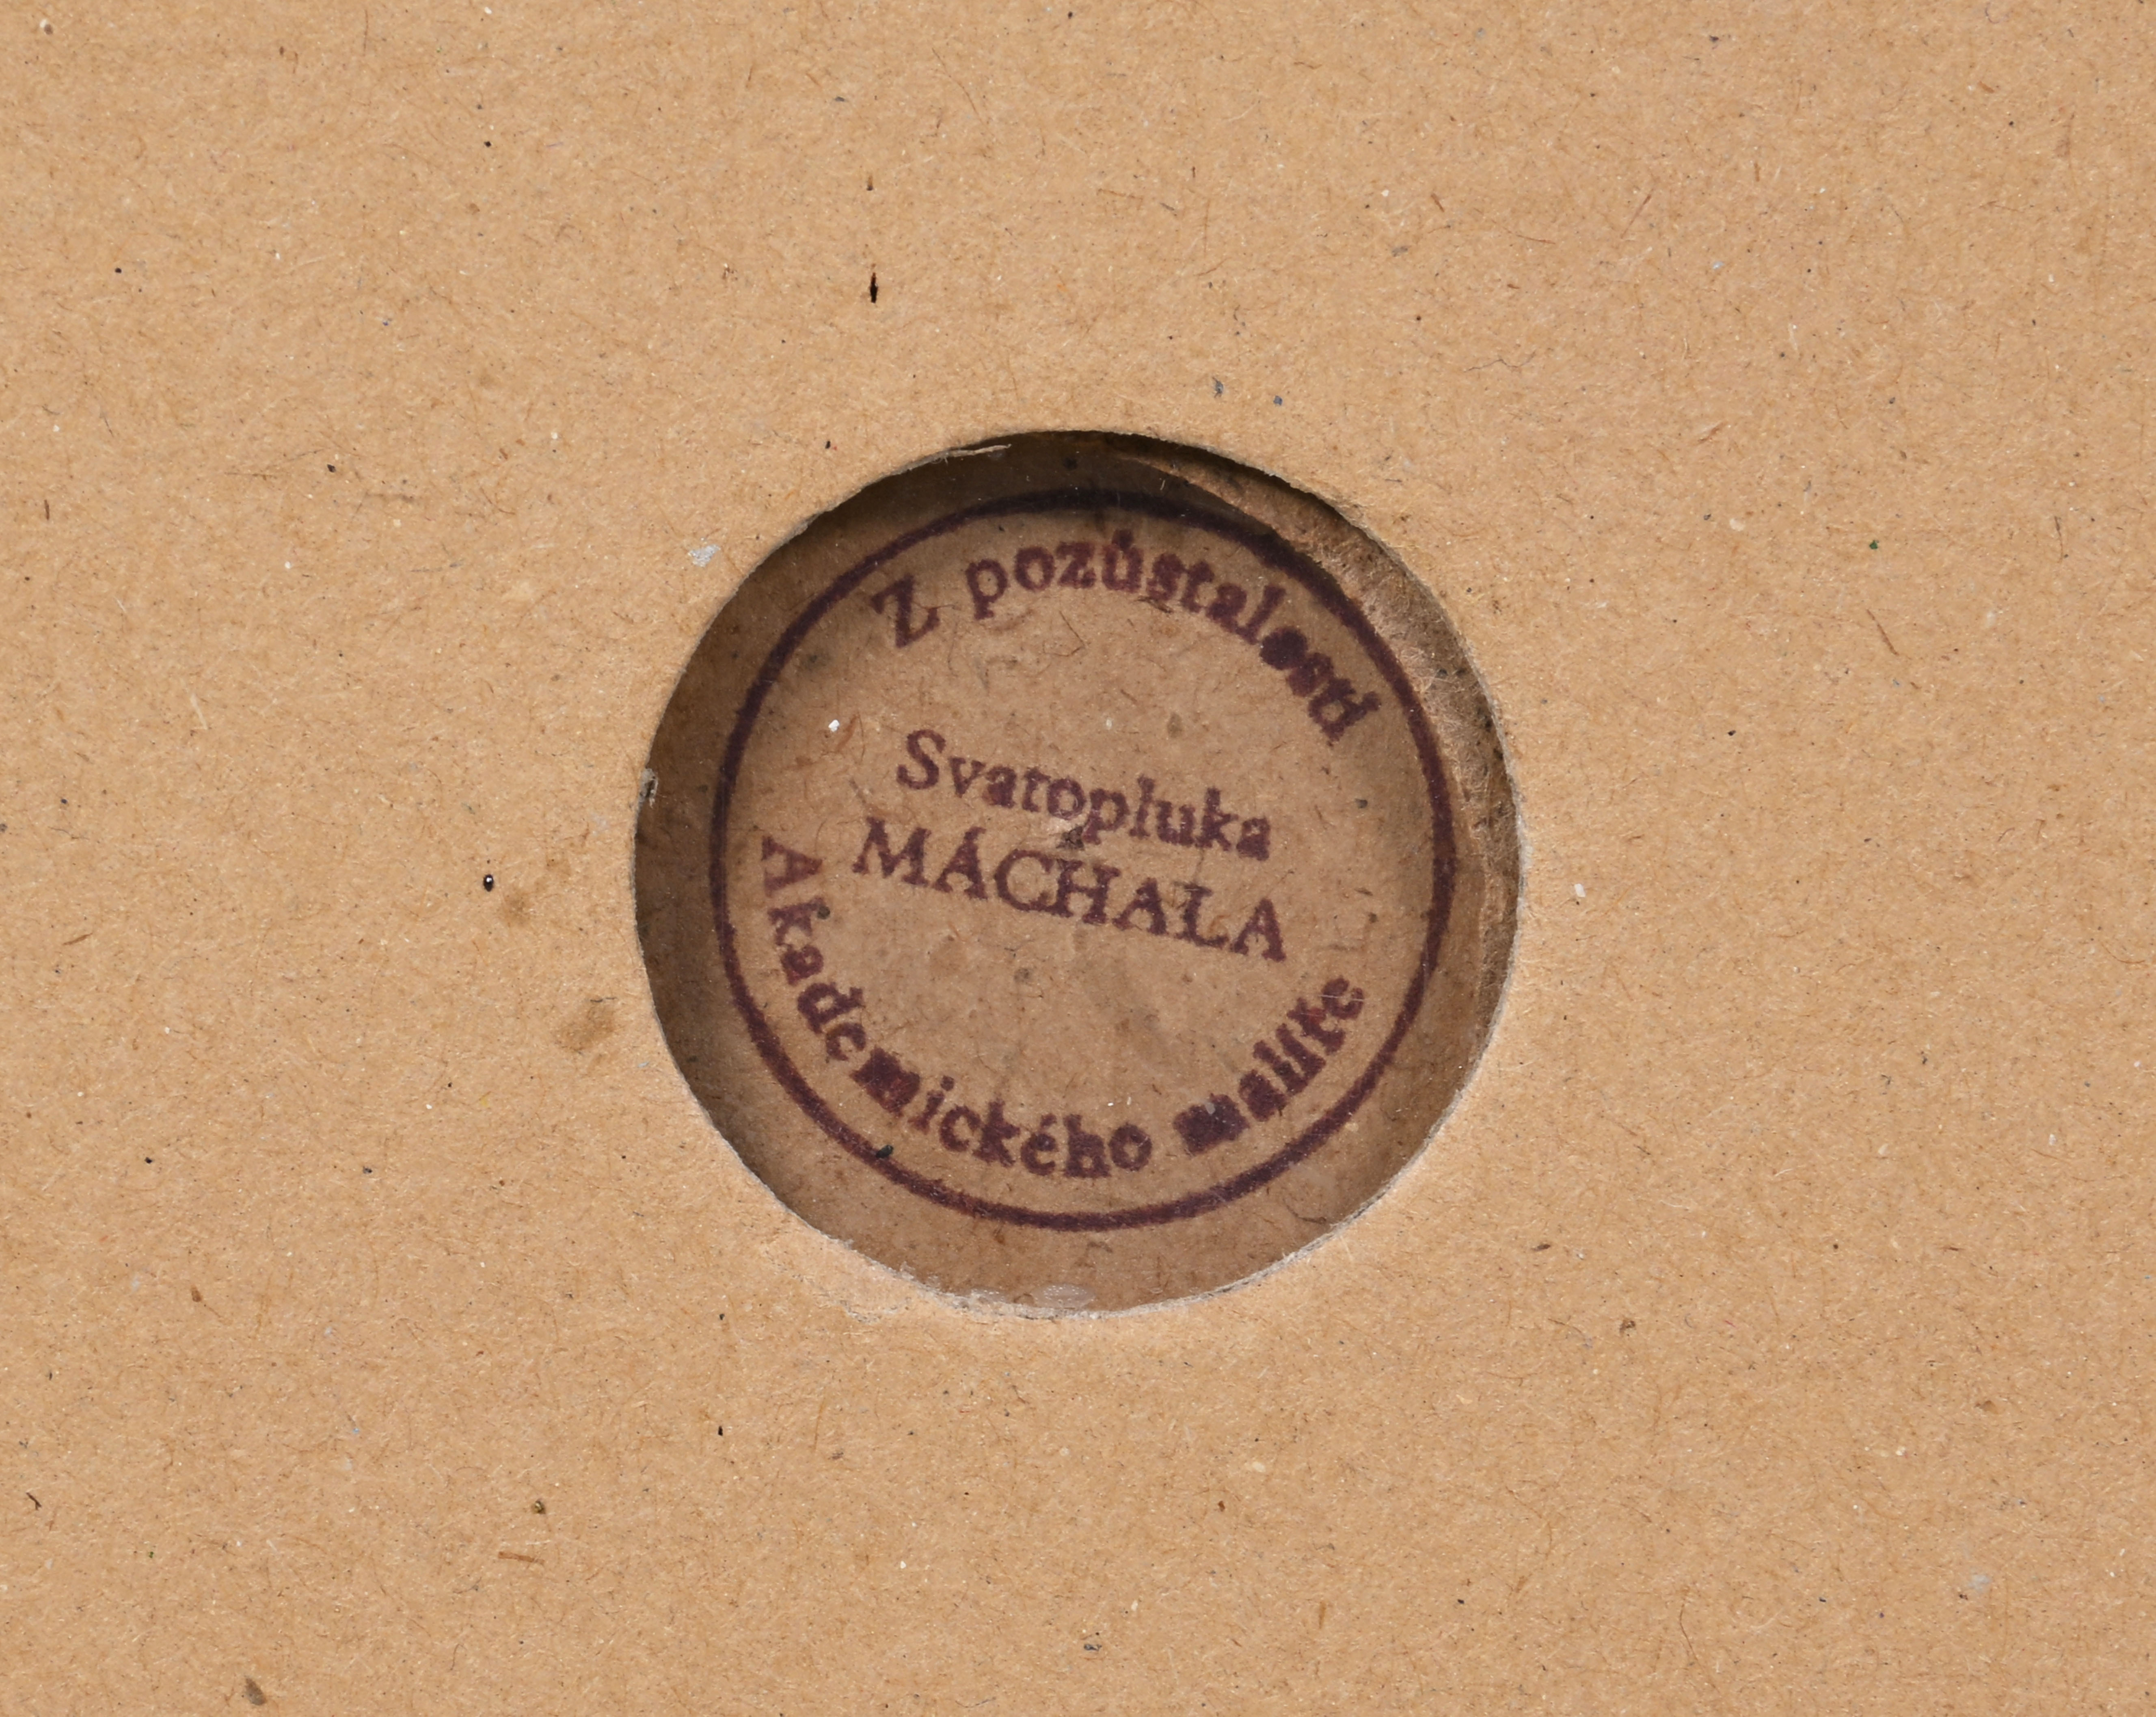 Z pozůstalosti
Svatopluka
MÁCHALA
Akademického malíře